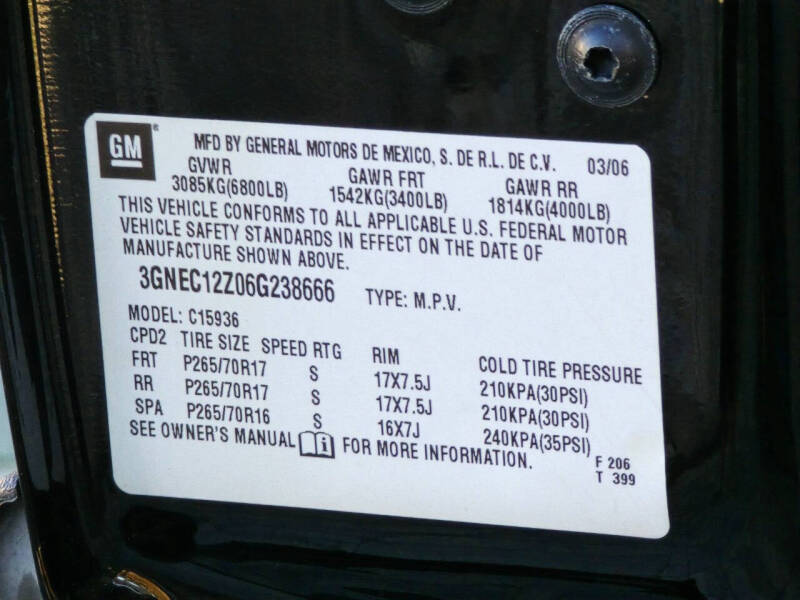 GM®
MFD BY GENERAL MOTORS DE MEXICO, S. DE R.L. DE C.V. 03/06
GVWR GAWR FRT GAWR RR
3085KG(6800LB) 1542KG(3400LB) 1814KG(4000LB)
THIS VEHICLE CONFORMS TO ALL APPLICABLE U.S. FEDERAL MOTOR
VEHICLE SAFETY STANDARDS IN EFFECT ON THE DATE OF
MANUFACTURE SHOWN ABOVE.
3GNEC12Z06G238666 TYPE: M.P.V.
MODEL: C15936
CPD2 TIRE SIZE SPEED RTG RIM COLD TIRE PRESSURE
FRT P265/70R17 S 17X7.5J 210KPA(30PSI)
RR P265/70R17 S 17X7.5J 210KPA(30PSI)
SPA P265/70R16 S 16X7J 240KPA(35PSI)
SEE OWNER'S MANUAL i FOR MORE INFORMATION.
F 206
T 399